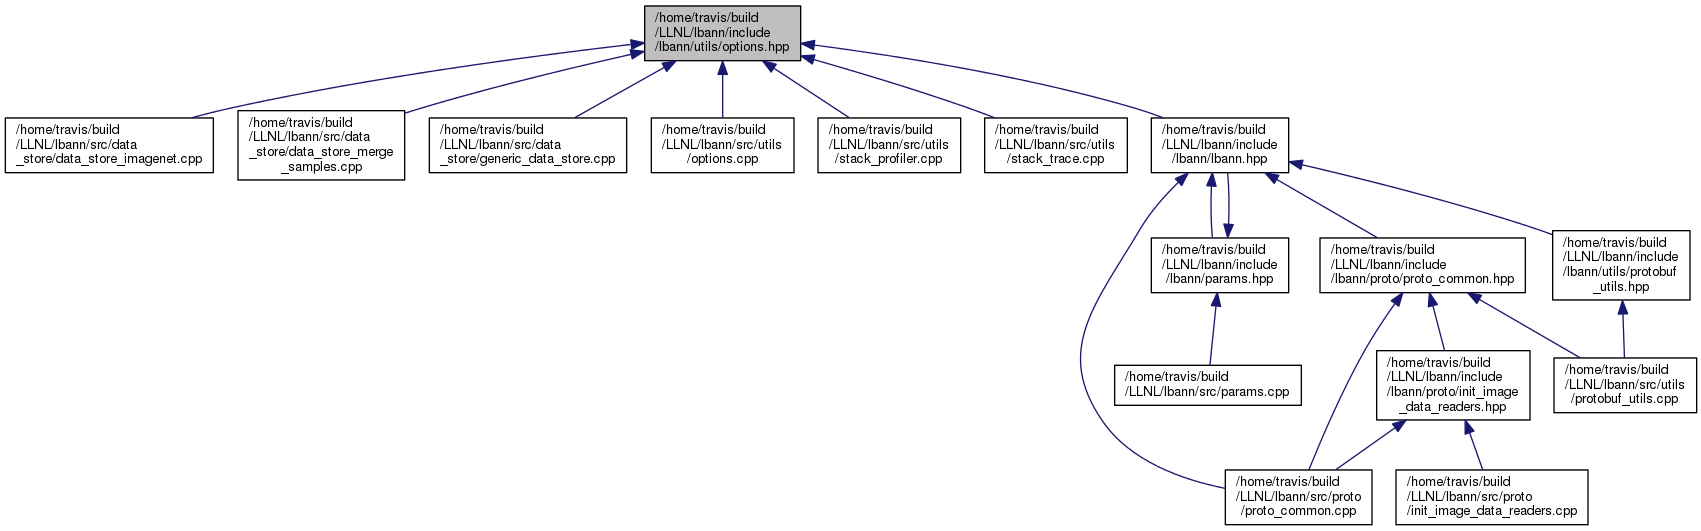 /home/travis/build
/LLNL/lbann/include
/lbann/utils/options.hpp
/home/travis/build
/LLNL/lbann/src/data
_store/data_store_imagenet.cpp
/home/travis/build
/LLNL/lbann/src/data
_store/data_store_merge
_samples.cpp
/home/travis/build
/LLNL/lbann/src/data
_store/generic_data_store.cpp
/home/travis/build
/LLNL/lbann/src/utils
/options.cpp
/home/travis/build
/LLNL/lbann/src/utils
/stack_profiler.cpp
/home/travis/build
/LLNL/lbann/src/utils
/stack_trace.cpp
/home/travis/build
/LLNL/lbann/include
/lbann/lbann.hpp
/home/travis/build
/LLNL/lbann/include
/lbann/params.hpp
/home/travis/build
/LLNL/lbann/include
/lbann/proto/proto_common.hpp
/home/travis/build
/LLNL/lbann/include
/lbann/utils/protobuf
_utils.hpp
/home/travis/build
/LLNL/lbann/src/params.cpp
/home/travis/build
/LLNL/lbann/include
/lbann/proto/init_image
_data_readers.hpp
/home/travis/build
/LLNL/lbann/src/utils
/protobuf_utils.cpp
/home/travis/build
/LLNL/lbann/src/proto
/proto_common.cpp
/home/travis/build
/LLNL/lbann/src/proto
/init_image_data_readers.cpp